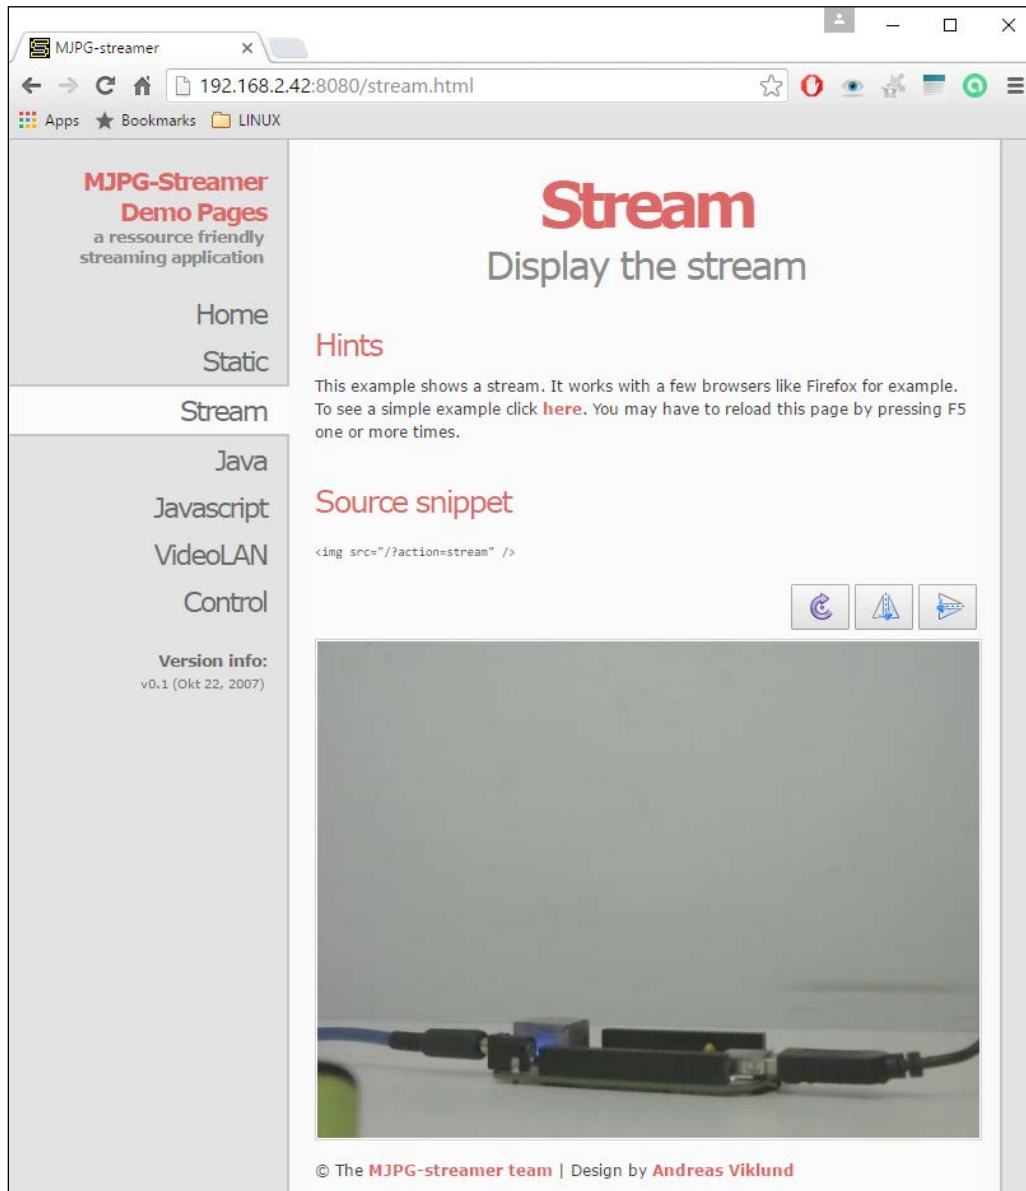 MJPG-streamer
192.168.2.42:8080/stream.html
Apps Bookmarks LINUX
MJPG-Streamer
Demo Pages
a ressource friendly
streaming application
Home
Static
Stream
Java
Javascript
VideoLAN
Control
Version info:
v0.1 (Okt 22, 2007)
Stream
Display the stream
Hints
This example shows a stream. It works with a few browsers like Firefox for example.
To see a simple example click here. You may have to reload this page by pressing F5
one or more times.
Source snippet
<img src="/?action=stream" />
© The MJPG-streamer team | Design by Andreas Viklund